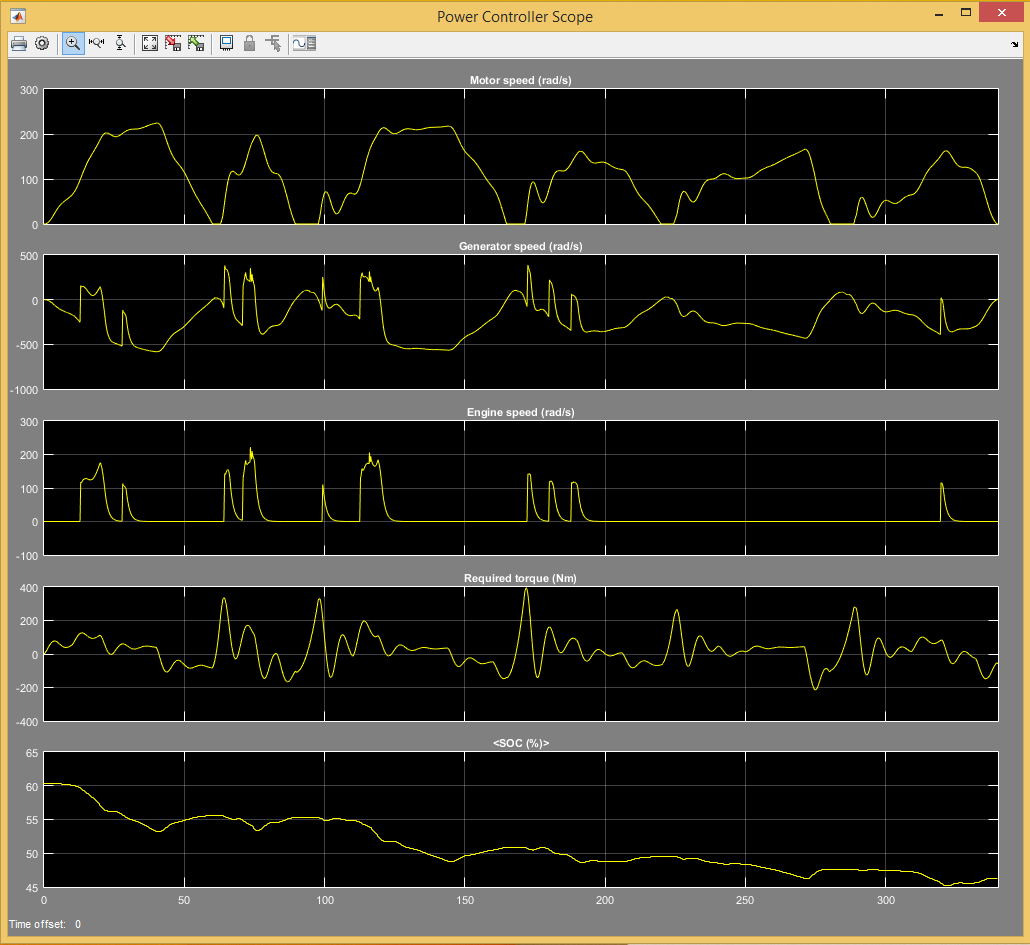 Power Controller Scope
Motor speed (rad/s)
300
200
100
0
Generator speed (rad/s)
500
0
-500
-1000
Engine speed (rad/s)
300
200
100
0
-100
Required torque (Nm)
400
200
0
-200
-400
<SOC (%)>
65
60
55
50
45
0 50 100 150 200 250 300
Time offset: 0